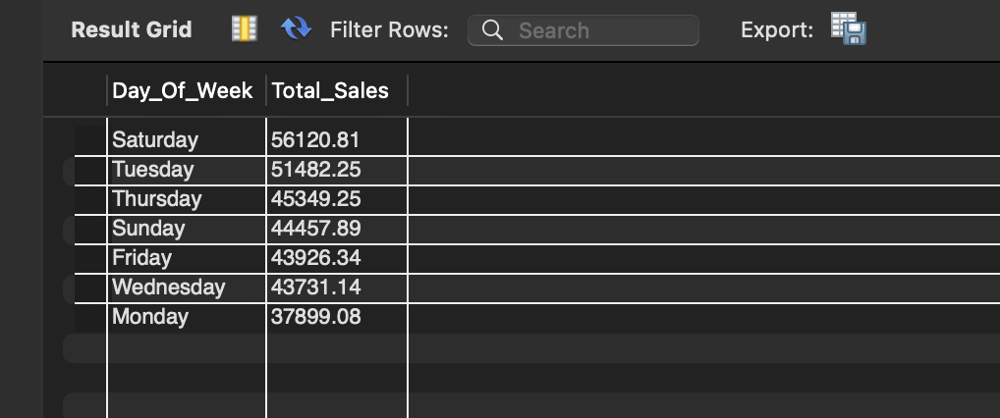 Result Grid Filter Rows: Search Export:
Day_Of_Week Total_Sales
Saturday 56120.81
Tuesday 51482.25
Thursday 45349.25
Sunday 44457.89
Friday 43926.34
Wednesday 43731.14
Monday 37899.08